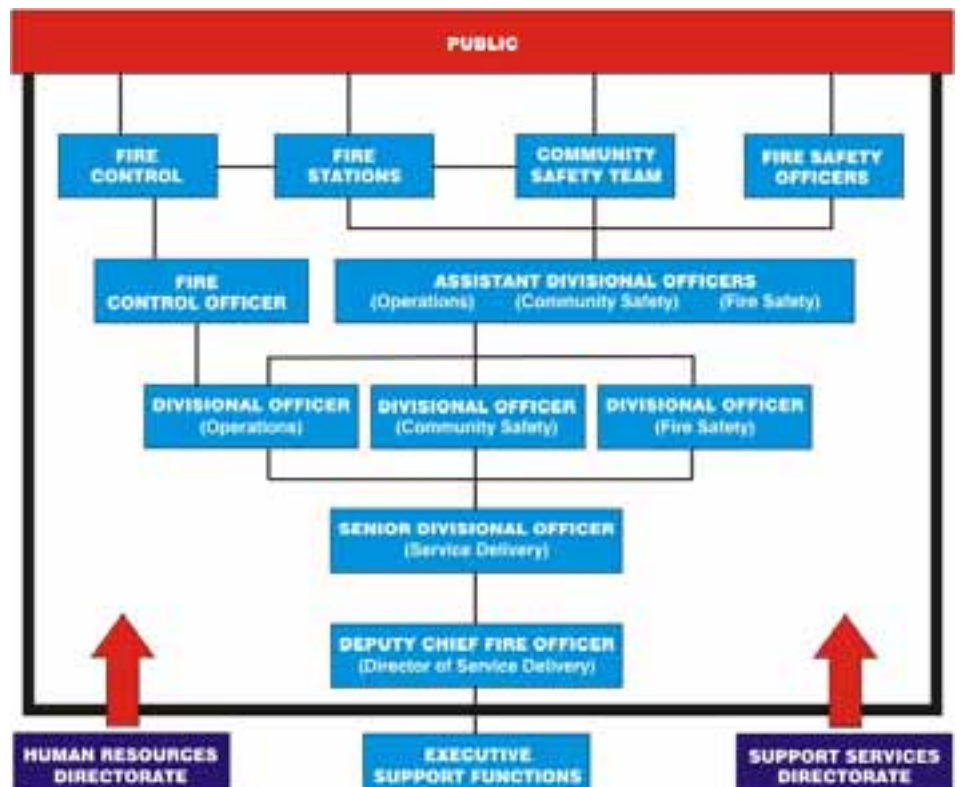 PUBLIC
FIRE
CONTROL
FIRE
STATIONS
COMMUNITY
SAFETY TEAM
FIRE SAFETY
OFFICERS
FIRE
CONTROL OFFICER
ASSISTANT DIVISIONAL OFFICERS
(Operations) (Community Safety) (Fire Safety)
DIVISIONAL OFFICER
(Operations)
DIVISIONAL OFFICER
(Community Safety)
DIVISIONAL OFFICER
(Fire Safety)
SENIOR DIVISIONAL OFFICER
(Service Delivery)
DEPUTY CHIEF FIRE OFFICER
(Director of Service Delivery)
HUMAN RESOURCES
DIRECTORATE
EXECUTIVE
SUPPORT FUNCTIONS
SUPPORT SERVICES
DIRECTORATE